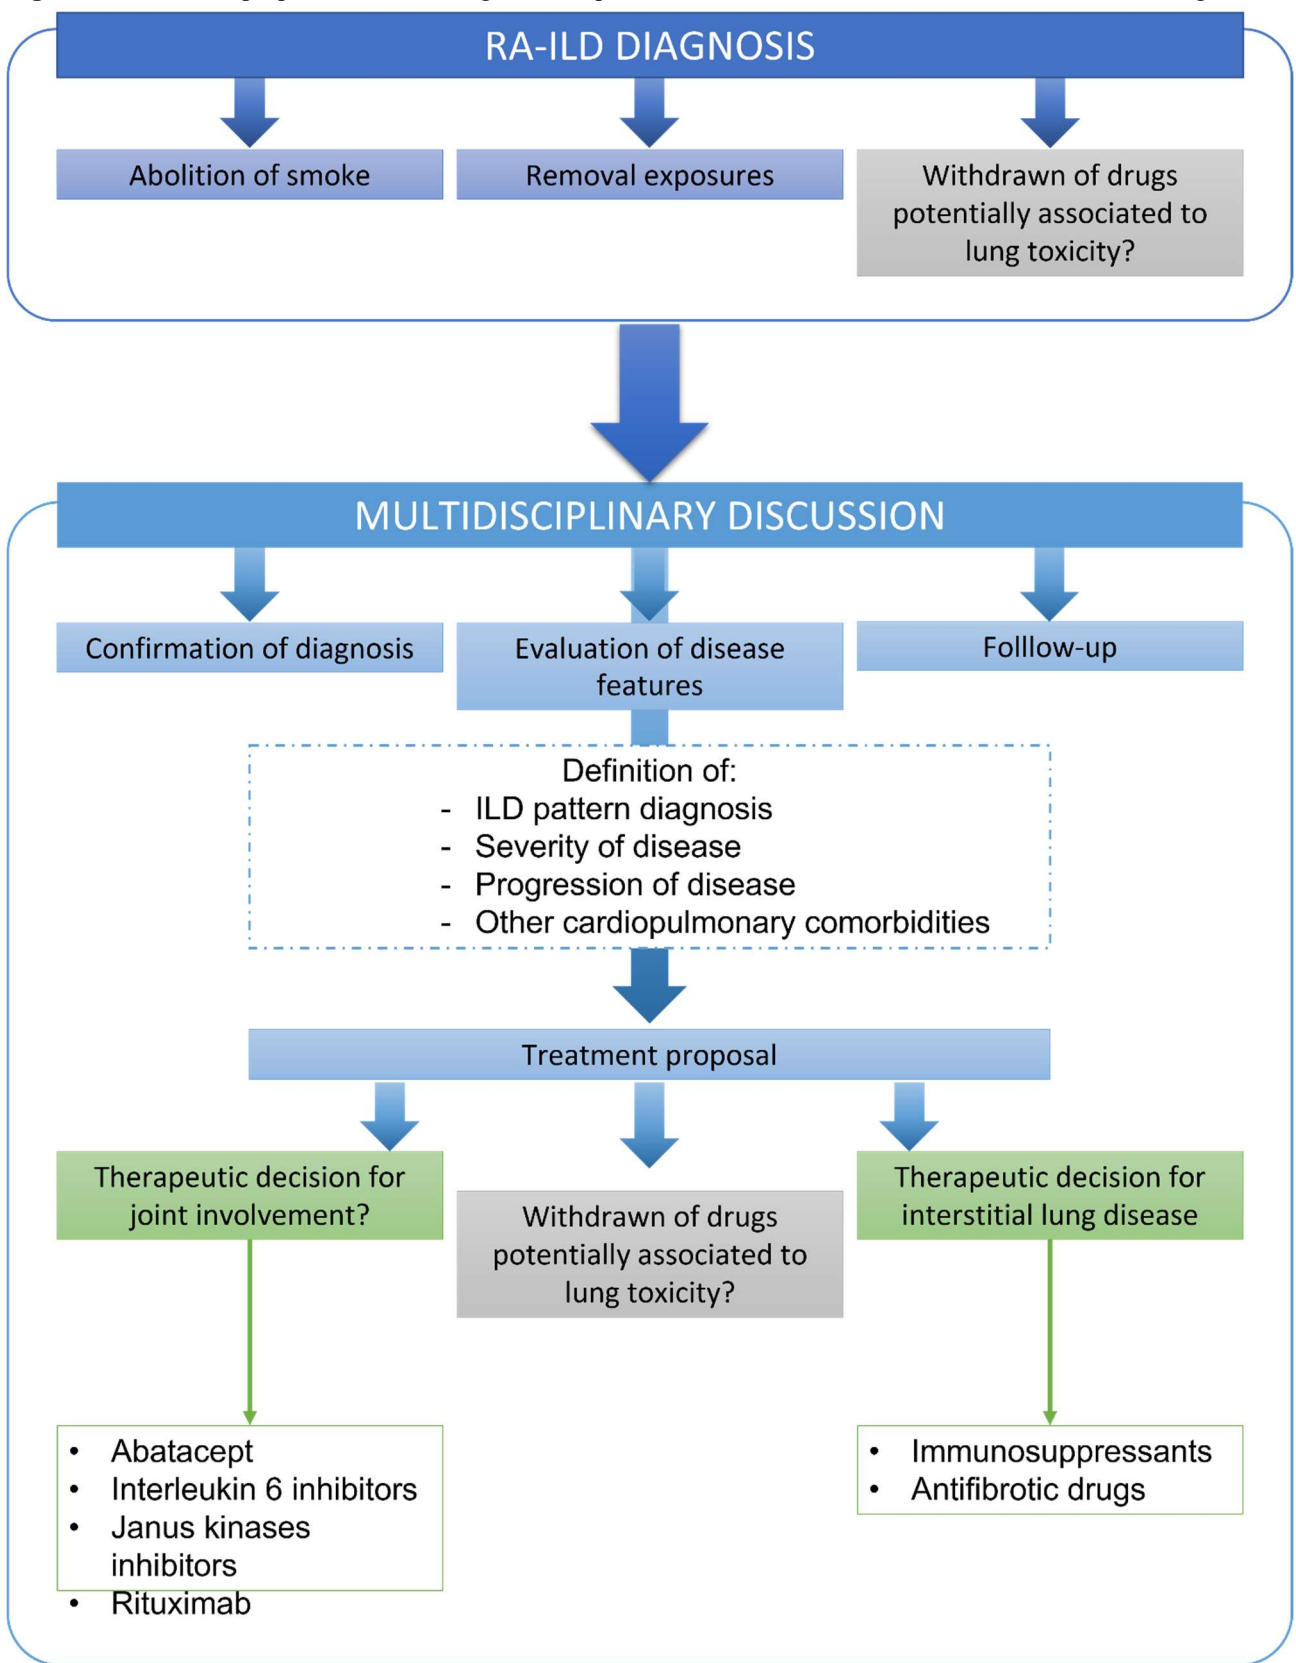 RA-ILD DIAGNOSIS
Abolition of smoke
Removal exposures
Withdrawn of drugs
potentially associated to
lung toxicity?
MULTIDISCIPLINARY DISCUSSION
Confirmation of diagnosis
Evaluation of disease
features
Folllow-up
Definition of:
- ILD pattern diagnosis
- Severity of disease
- Progression of disease
- Other cardiopulmonary comorbidities
Treatment proposal
Therapeutic decision for
joint involvement?
Withdrawn of drugs
potentially associated to
lung toxicity?
Therapeutic decision for
interstitial lung disease
• Abatacept
• Interleukin 6 inhibitors
• Janus kinases
inhibitors
• Rituximab
• Immunosuppressants
• Antifibrotic drugs